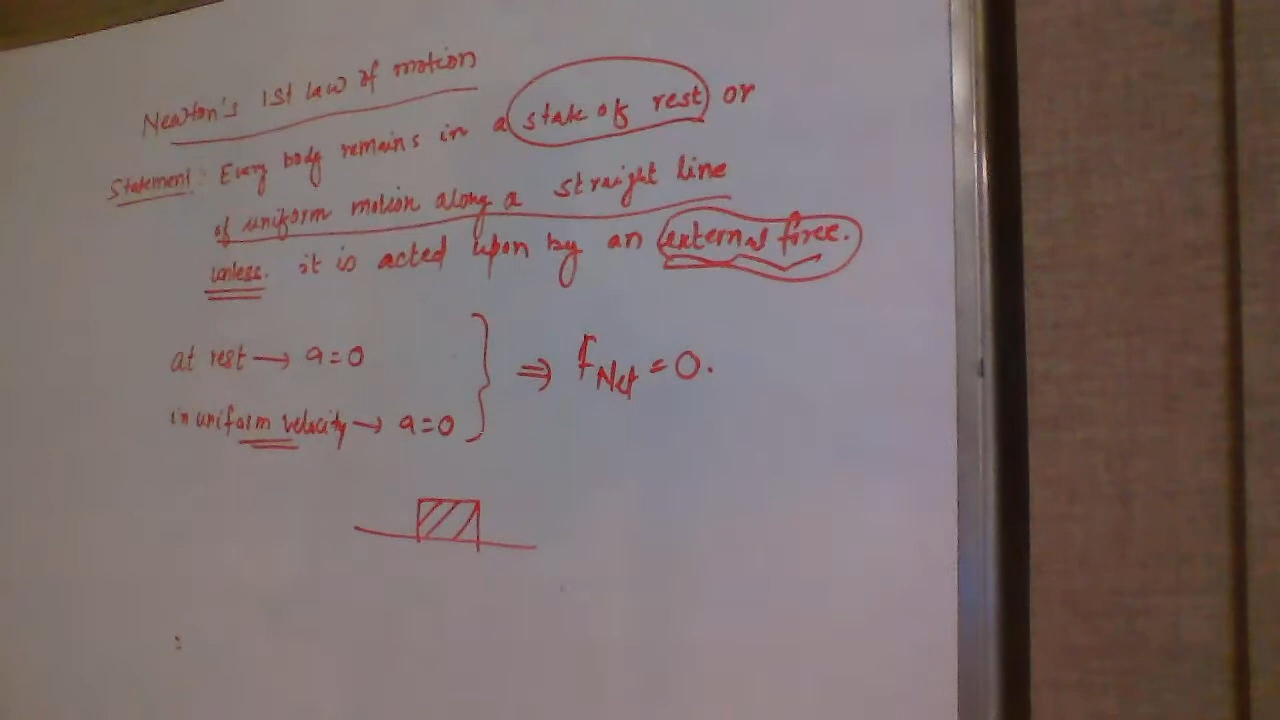 Newton's 1st law of motion
Statement: Every body remains in a state of rest or
of uniform motion along a straight line
unless. it is acted upon by an external force.
at rest → a=0
in uniform velocity → a=0
} ⇒ F_Net = 0.